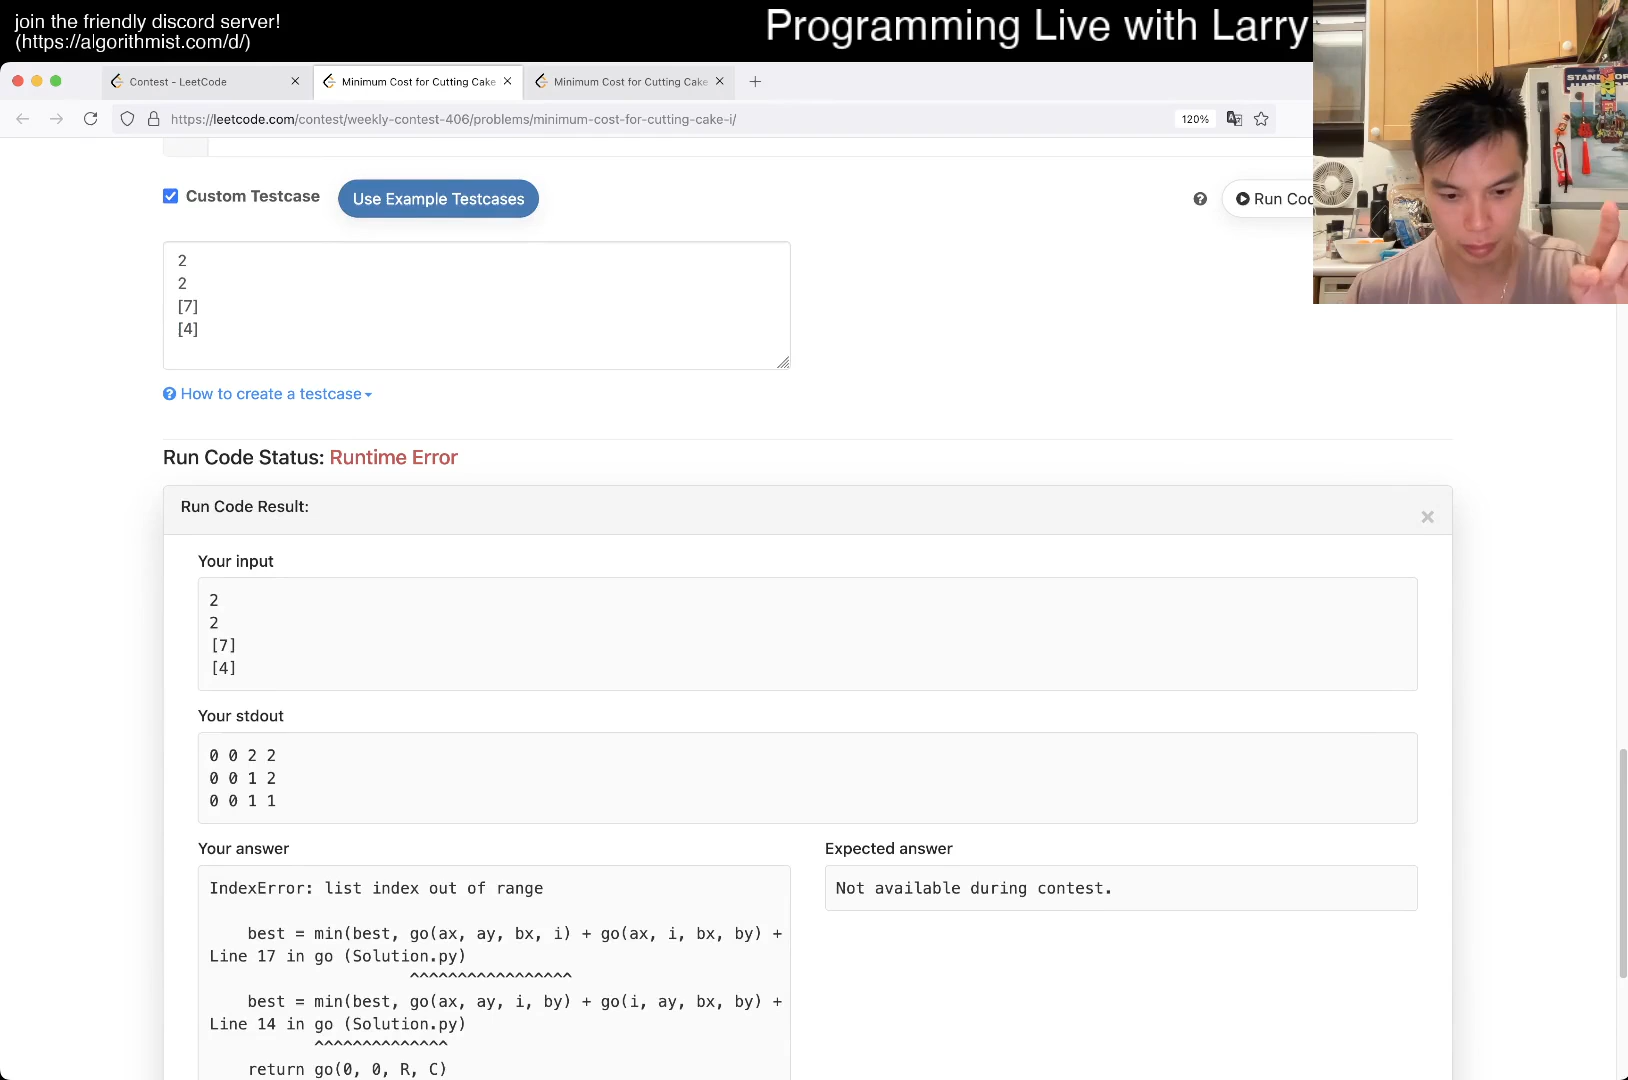 join the friendly discord server!
(https://algorithmist.com/d/)
Programming Live with Larry
Contest - LeetCode
Minimum Cost for Cutting Cake
Minimum Cost for Cutting Cake
https://leetcode.com/contest/weekly-contest-406/problems/minimum-cost-for-cutting-cake-i/
120%
Custom Testcase
Use Example Testcases
Run Cod
2
2
[7]
[4]
How to create a testcase
Run Code Status: Runtime Error
Run Code Result:
Your input
2
2
[7]
[4]
Your stdout
0 0 2 2
0 0 1 2
0 0 1 1
Your answer
Expected answer
IndexError: list index out of range
Not available during contest.
best = min(best, go(ax, ay, bx, i) + go(ax, i, bx, by) +
Line 17 in go (Solution.py)
^^^^^^^^^^^^^^^^^
best = min(best, go(ax, ay, i, by) + go(i, ay, bx, by) +
Line 14 in go (Solution.py)
^^^^^^^^^^^^^^
return go(0, 0, R, C)